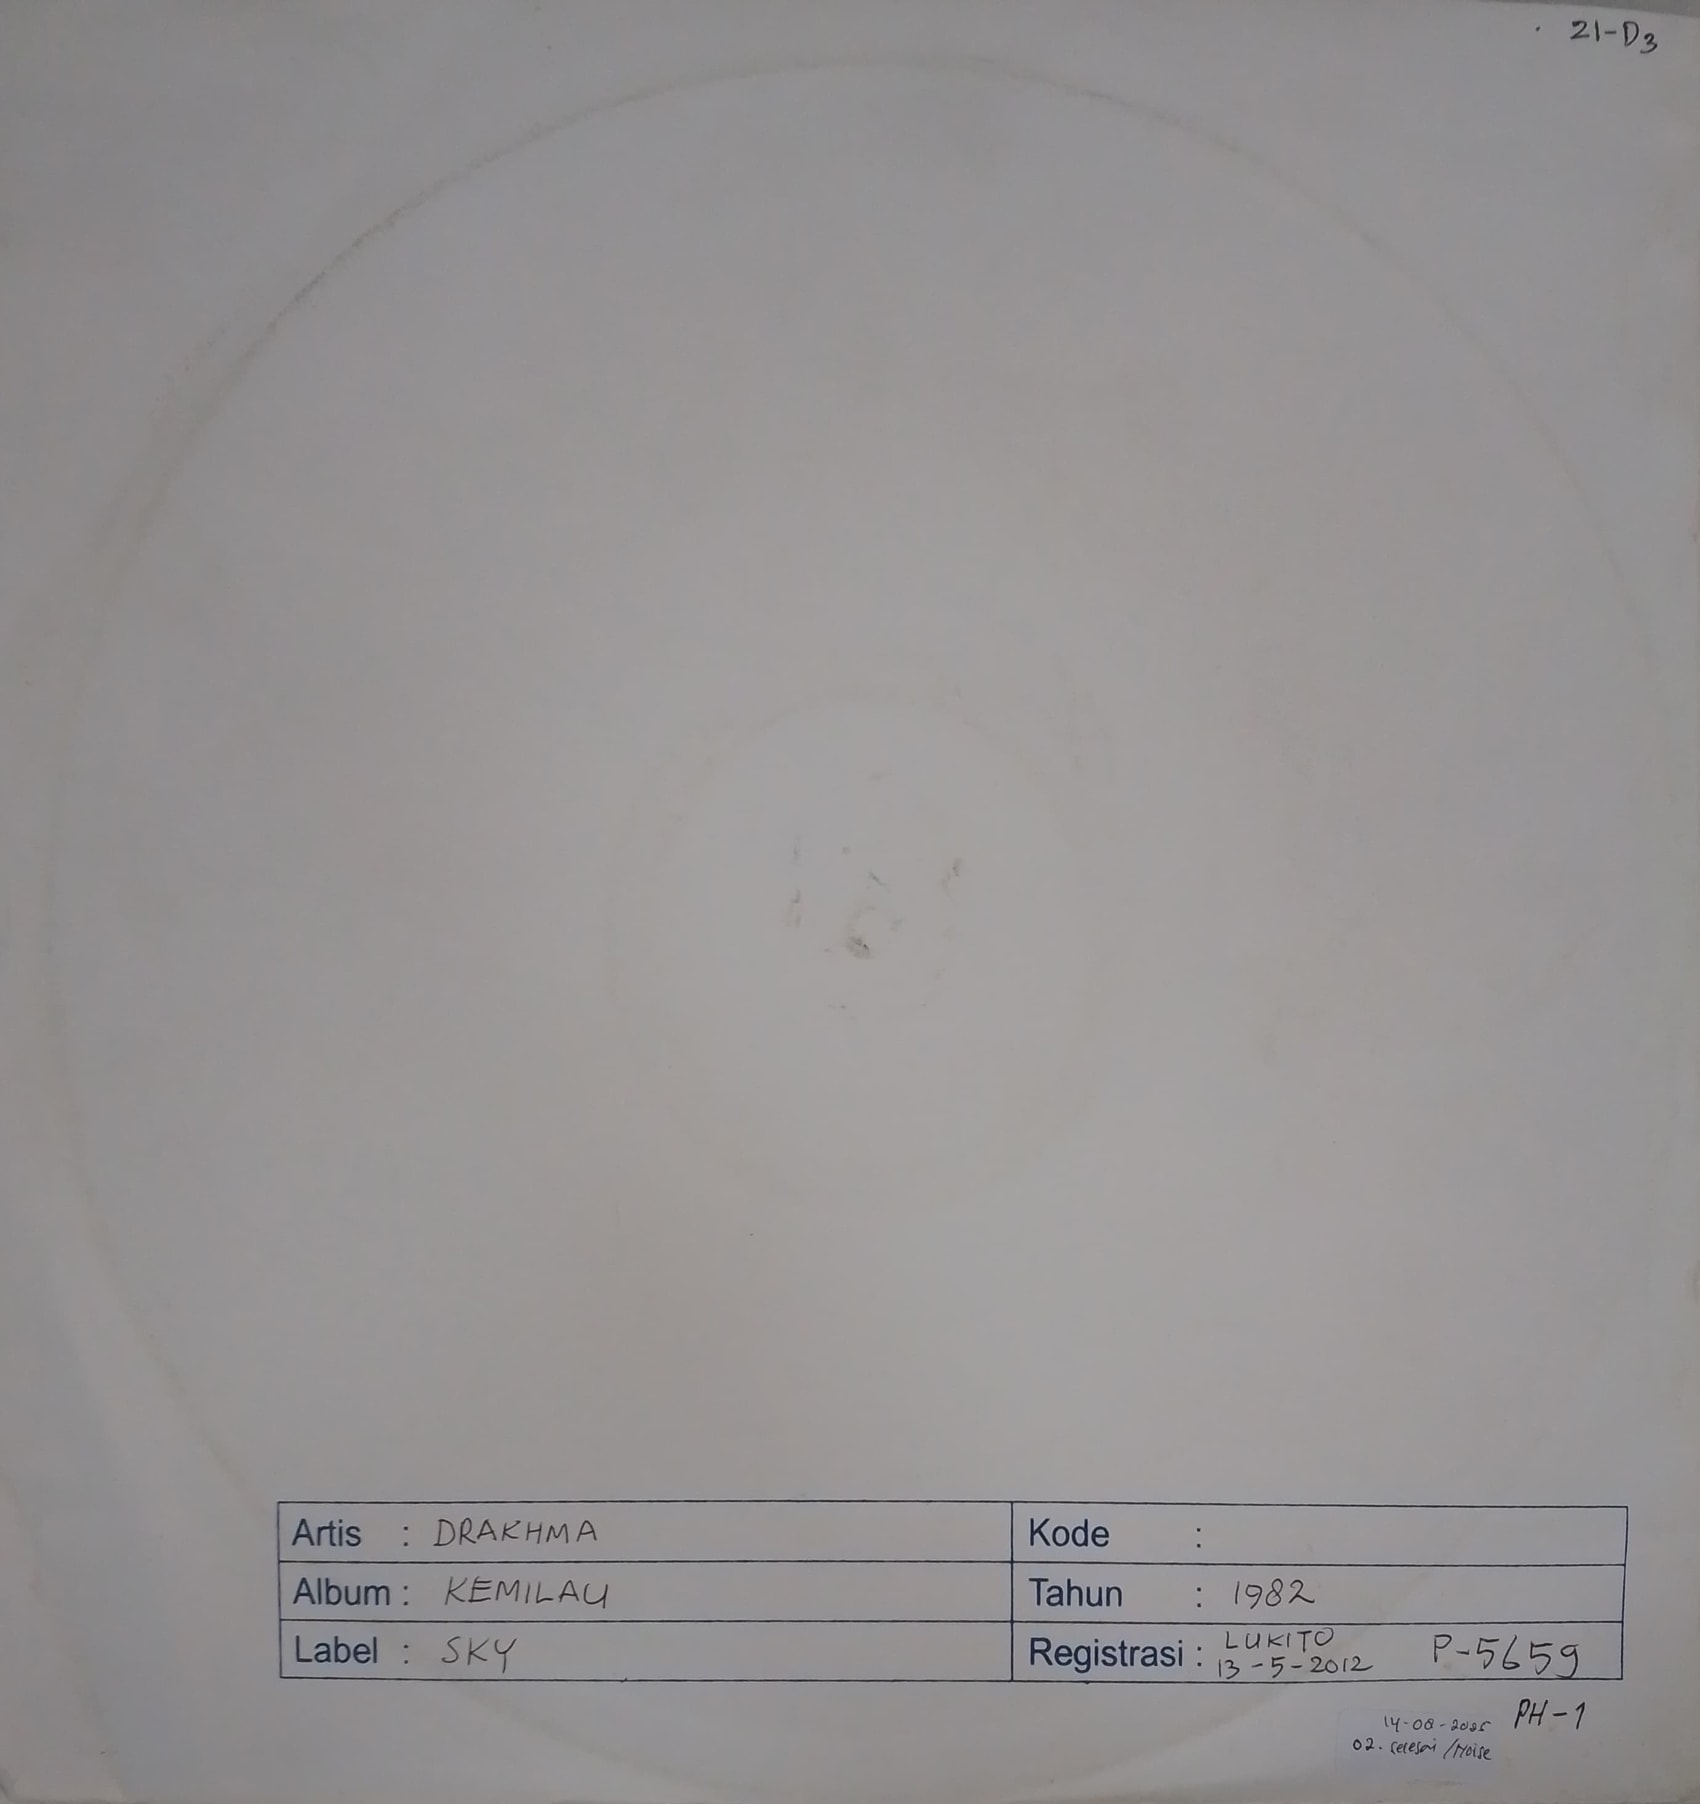 21-D3
Artis : DRAKHMA
Kode :
Album : KEMILAU
Tahun : 1982
Label : SKY
Registrasi : LUKITO
13-5-2012
P-5659
PH-1
14-08-2025
02. selesai /Noise